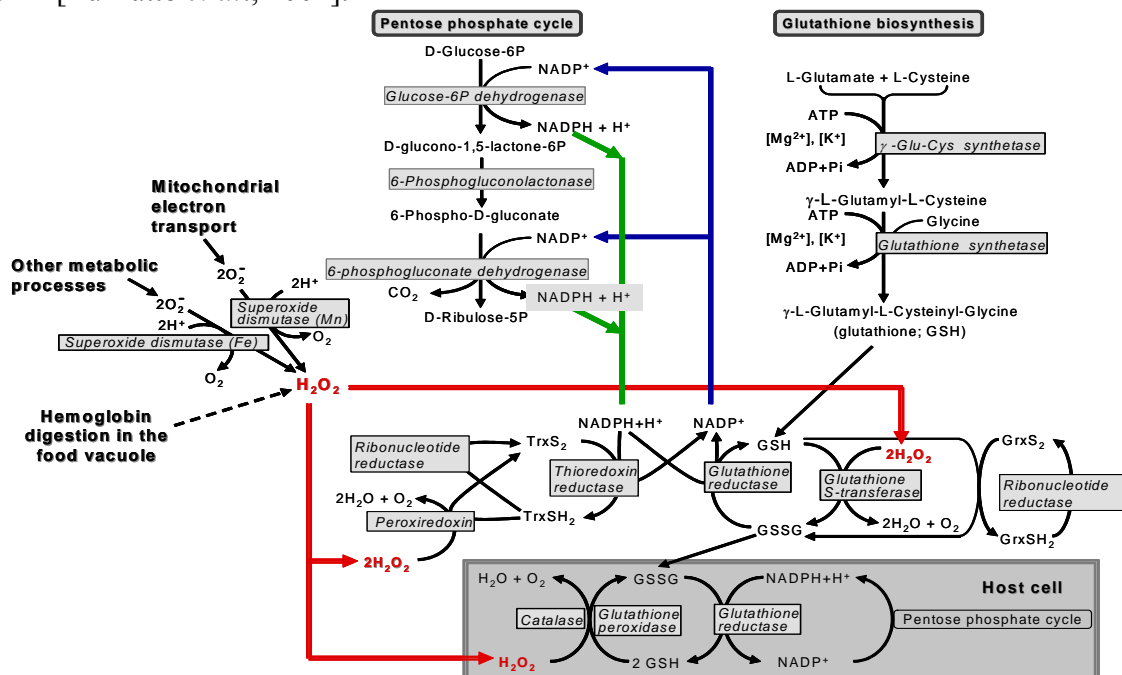 Pentose phosphate cycle
Glutathione biosynthesis
D-Glucose-6P
NADP⁺
Glucose-6P dehydrogenase
NADPH + H⁺
D-glucono-1,5-lactone-6P
6-Phosphogluconolactonase
6-Phospho-D-gluconate
NADP⁺
6-phosphogluconate dehydrogenase
CO₂
NADPH + H⁺
D-Ribulose-5P
L-Glutamate + L-Cysteine
ATP
[Mg²⁺], [K⁺]
γ-Glu-Cys synthetase
ADP+Pi
γ-L-Glutamyl-L-Cysteine
ATP
Glycine
[Mg²⁺], [K⁺]
Glutathione synthetase
ADP+Pi
γ-L-Glutamyl-L-Cysteinyl-Glycine
(glutathione; GSH)
Mitochondrial
electron
transport
Other metabolic
processes
2O₂⁻
2H⁺
2O₂⁻
Superoxide
dismutase (Mn)
2H⁺
O₂
Superoxide dismutase (Fe)
O₂
H₂O₂
Hemoglobin
digestion in the
food vacuole
NADPH+H⁺
NADP⁺
Ribonucleotide
reductase
TrxS₂
Thioredoxin
reductase
Glutathione
reductase
GSH
2H₂O₂
Glutathione
S-transferase
GrxS₂
Ribonucleotide
reductase
2H₂O + O₂
Peroxiredoxin
TrxSH₂
2H₂O₂
GSSG
2H₂O + O₂
GrxSH₂
Host cell
H₂O + O₂
GSSG
NADPH+H⁺
Catalase
Glutathione
peroxidase
Glutathione
reductase
Pentose phosphate cycle
H₂O₂
2 GSH
NADP⁺